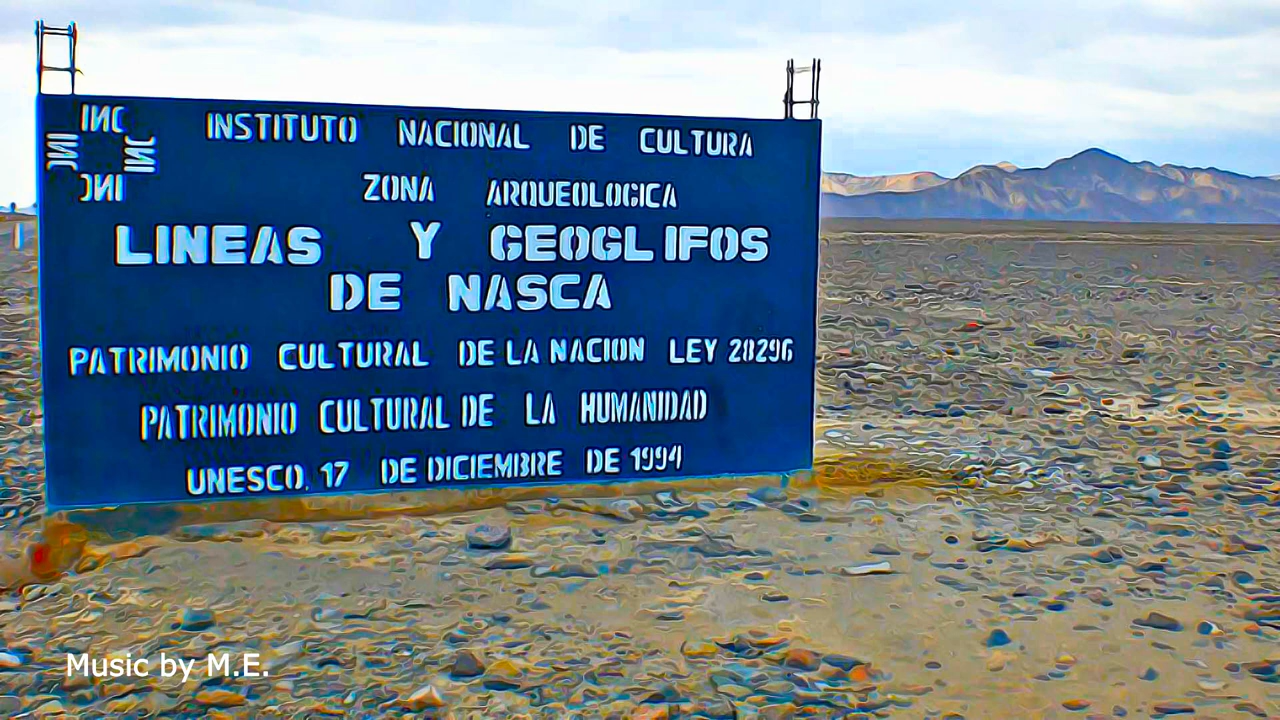 INC
INC
INC
INC
INSTITUTO NACIONAL DE CULTURA
ZONA ARQUEOLOGICA
LINEAS Y GEOGLIFOS
DE NASCA
PATRIMONIO CULTURAL DE LA NACION LEY 28296
PATRIMONIO CULTURAL DE LA HUMANIDAD
UNESCO, 17 DE DICIEMBRE DE 1994
Music by M.E.